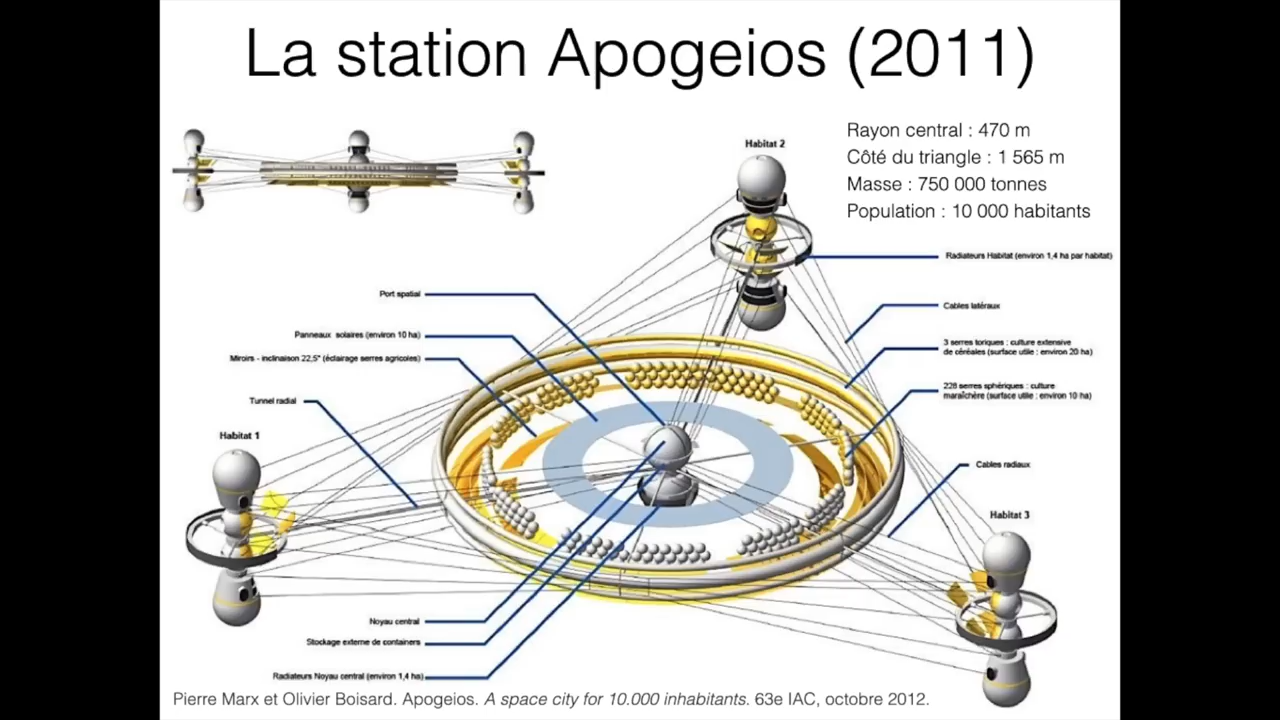 La station Apogeios (2011)
Rayon central : 470 m
Côté du triangle : 1 565 m
Masse : 750 000 tonnes
Population : 10 000 habitants
Habitat 2
Radiateurs Habitat (environ 1,4 ha par habitat)
Port spatial
Cables latéraux
Panneaux solaires (environ 10 ha)
3 serres toriques : culture extensive
de céréales (surface utile : environ 20 ha)
Miroirs - inclinaison 22,5° (éclairage serres agricoles)
228 serres sphériques : culture
maraîchère (surface utile : environ 10 ha)
Tunnel radial
Habitat 1
Cables radiaux
Habitat 3
Noyau central
Stockage externe de containers
Radiateurs Noyau central (environ 1,4 ha)
Pierre Marx et Olivier Boisard. Apogeios. A space city for 10.000 inhabitants. 63e IAC, octobre 2012.